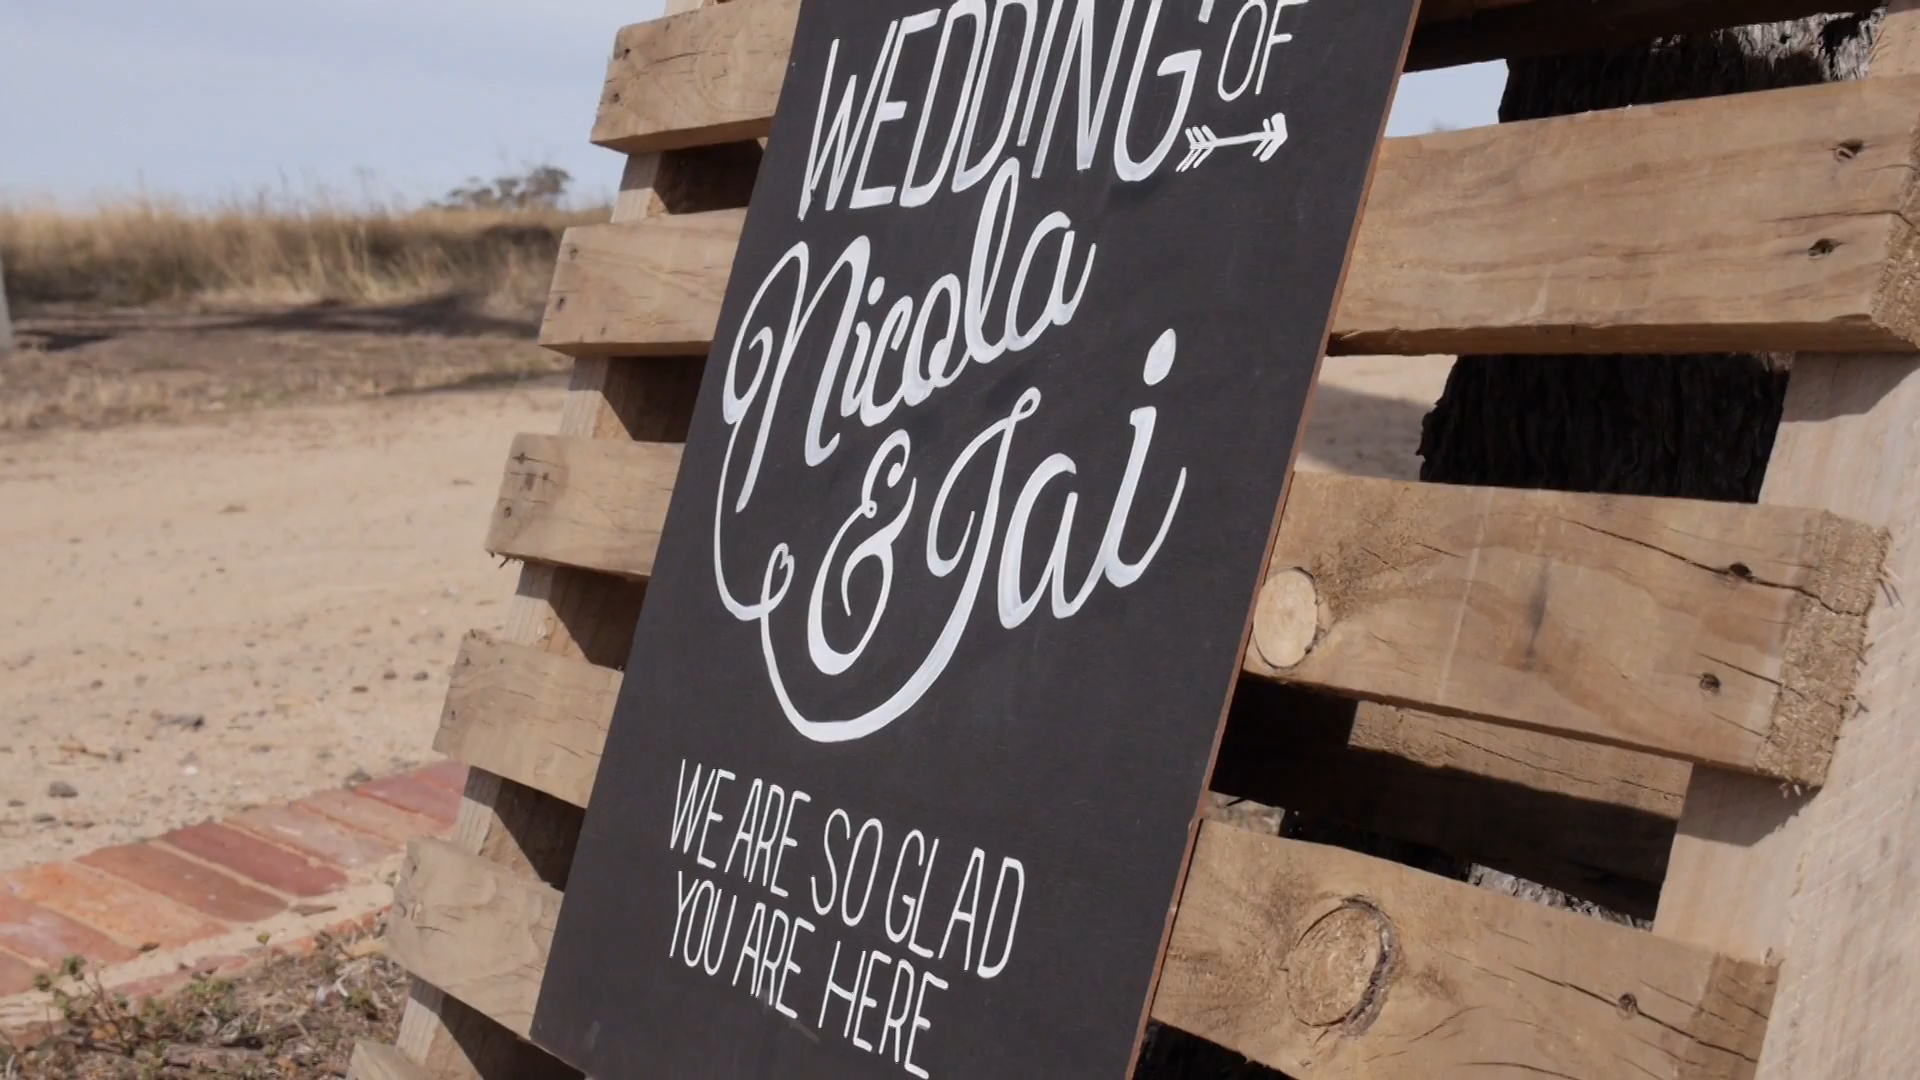 WEDDING OF
Nicola
& Jai
WE ARE SO GLAD
YOU ARE HERE